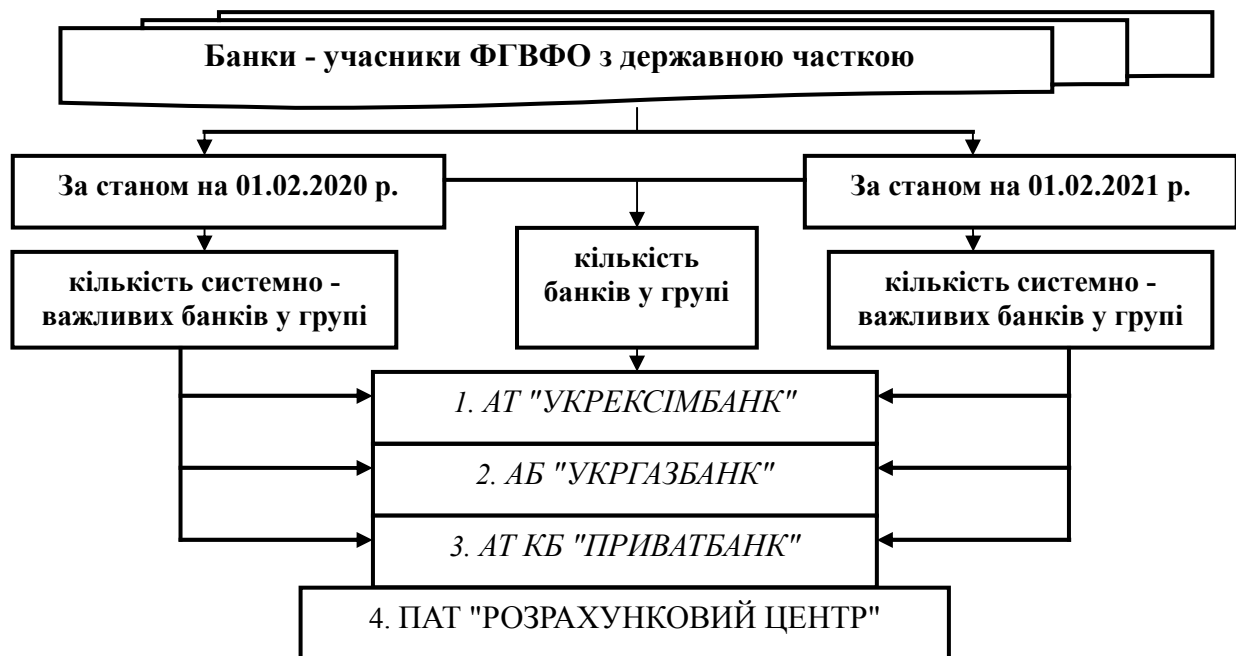 Банки - учасники ФГВФО з державною часткою
За станом на 01.02.2020 р.
За станом на 01.02.2021 р.
кількість системно -
важливих банків у групі
кількість
банків у групі
кількість системно -
важливих банків у групі
1. АТ "УКРЕКСІМБАНК"
2. АБ "УКРГАЗБАНК"
3. АТ КБ "ПРИВАТБАНК"
4. ПАТ "РОЗРАХУНКОВИЙ ЦЕНТР"